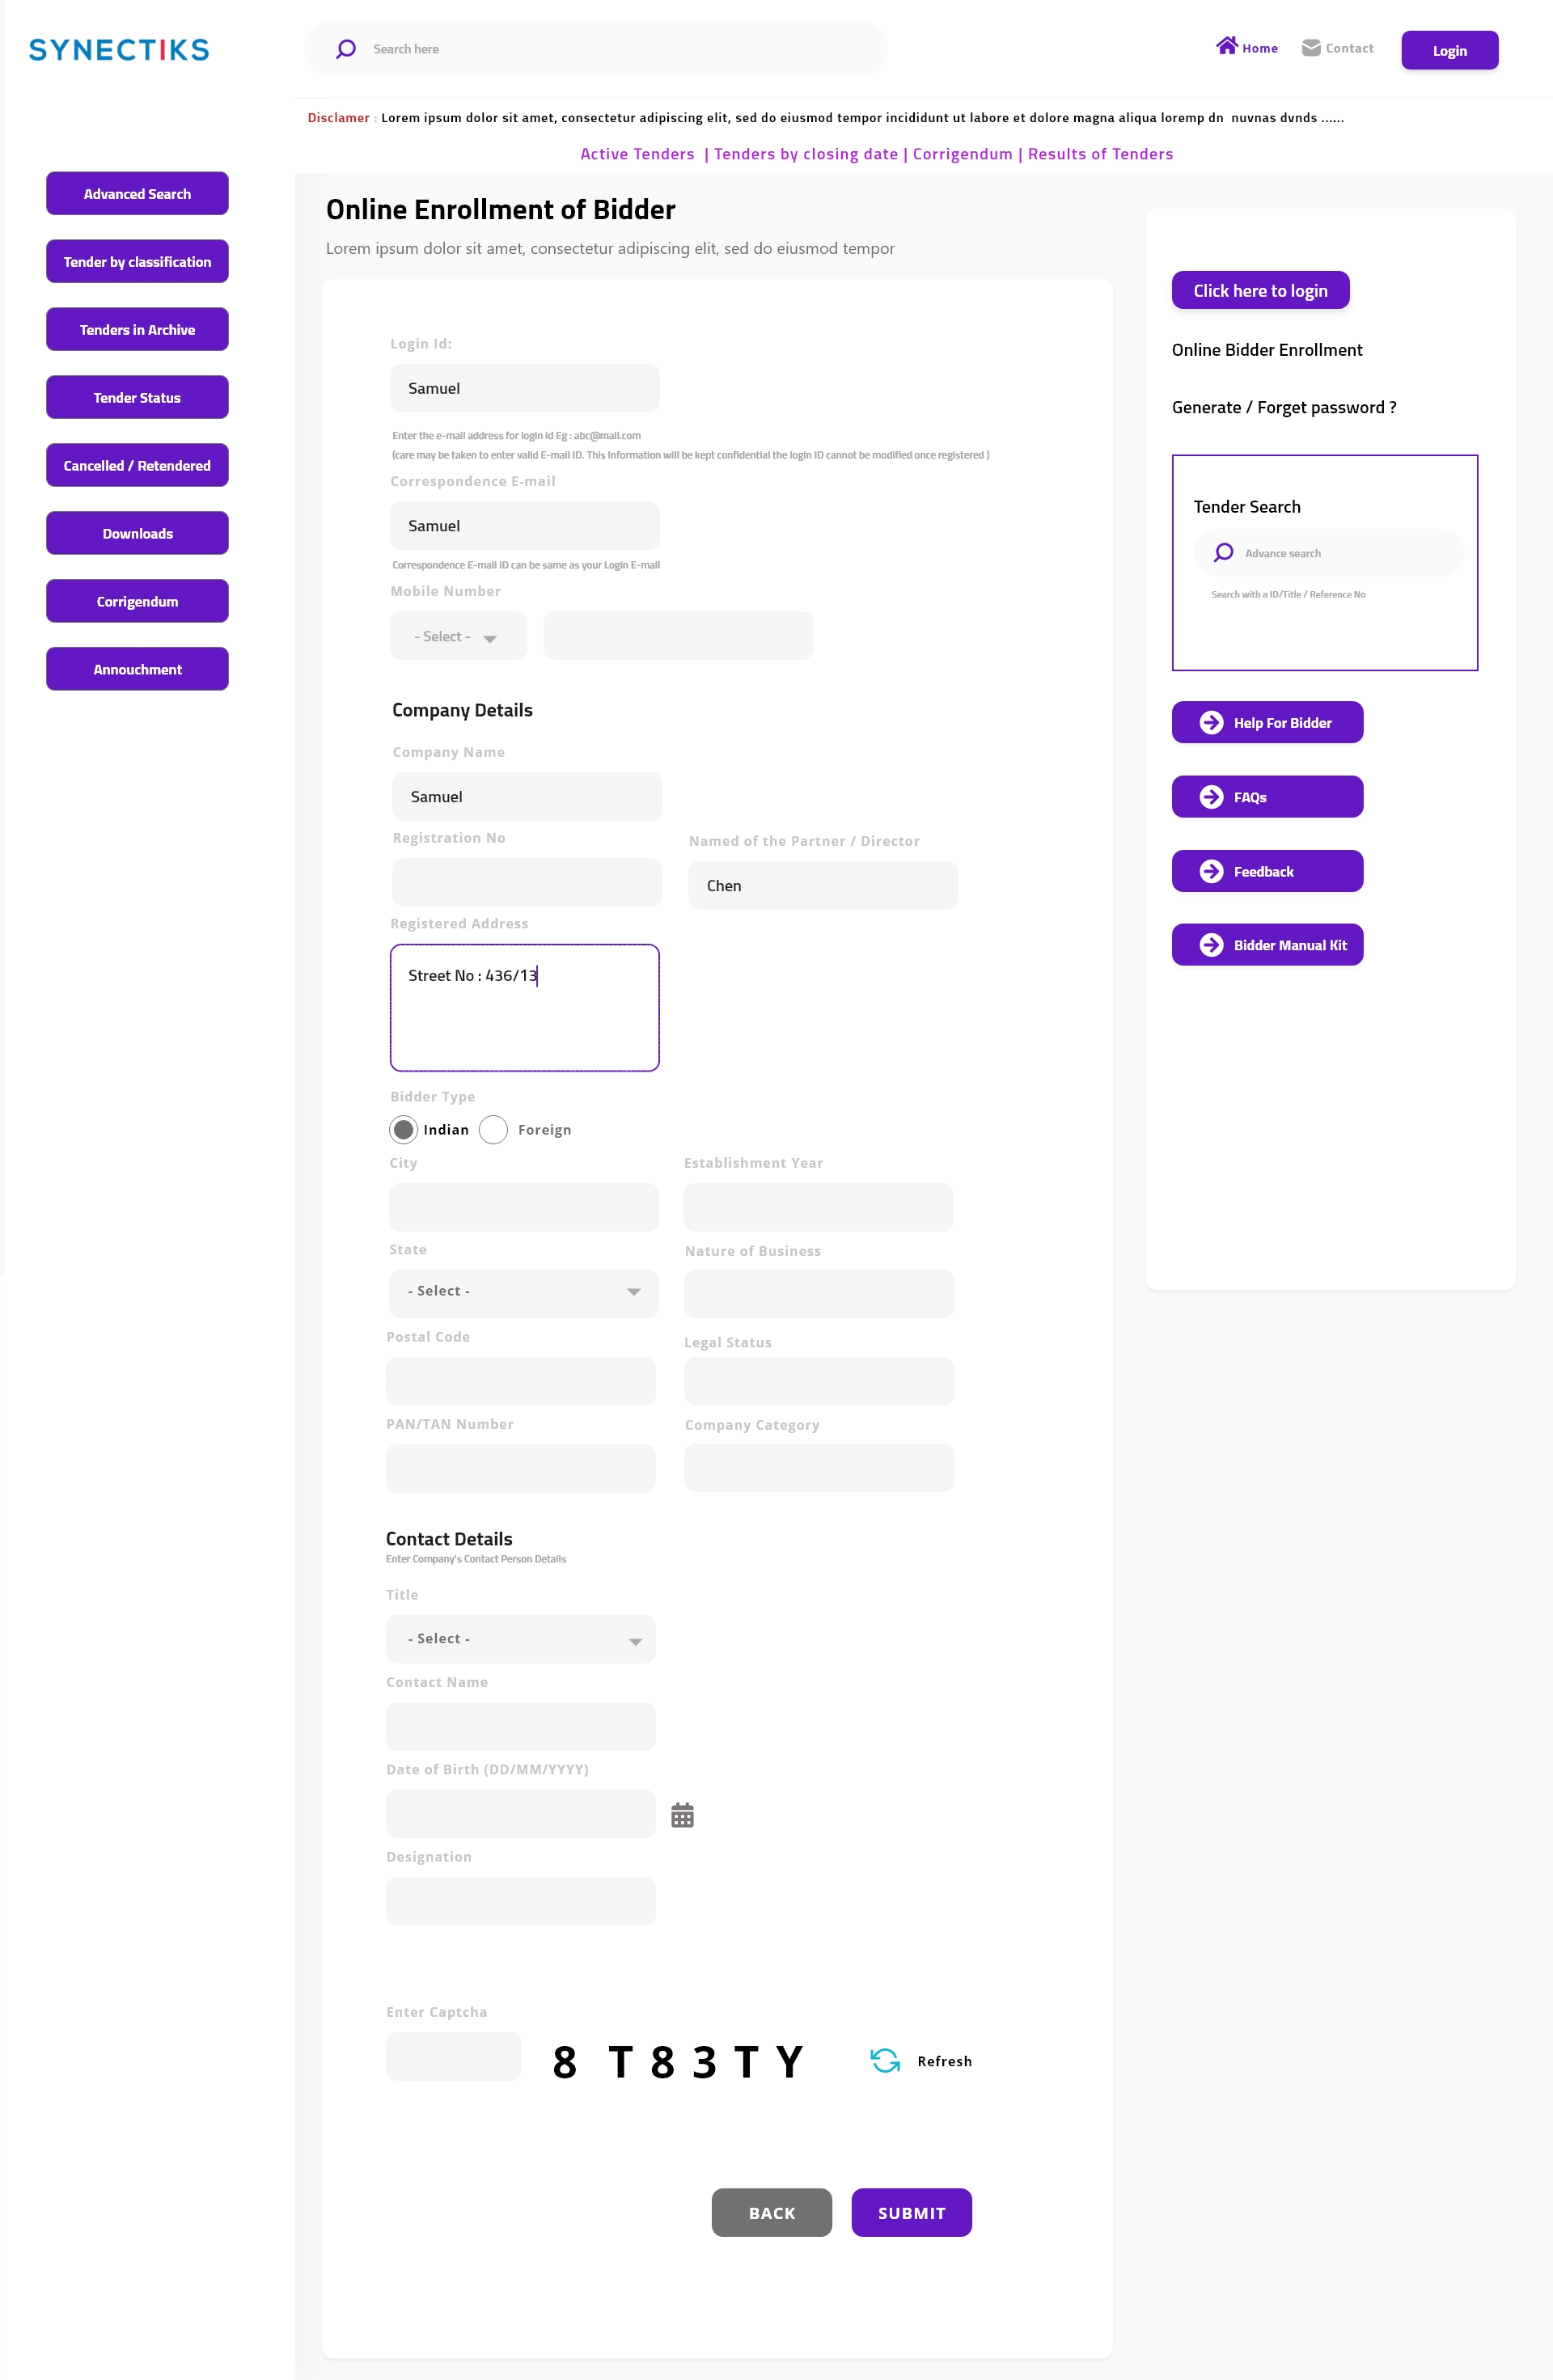 SYNECTIKS
Search here
Home
Contact
Login
Disclamer : Lorem ipsum dolor sit amet, consectetur adipiscing elit, sed do eiusmod tempor incididunt ut labore et dolore magna aliqua loremp dn nuvnas dvnds ......
Active Tenders | Tenders by closing date | Corrigendum | Results of Tenders
Advanced Search
Tender by classification
Tenders in Archive
Tender Status
Cancelled / Retendered
Downloads
Corrigendum
Annouchment
Online Enrollment of Bidder
Lorem ipsum dolor sit amet, consectetur adipiscing elit, sed do eiusmod tempor
Login Id:
Samuel
Enter the e-mail address for login id Eg : abc@mail.com
(care may be taken to enter valid E-mail ID. This Information will be kept confidential the login ID cannot be modified once registered )
Correspondence E-mail
Samuel
Correspondence E-mail ID can be same as your Login E-mail
Mobile Number
- Select -
Company Details
Company Name
Samuel
Registration No
Named of the Partner / Director
Chen
Registered Address
Street No : 436/13
Bidder Type
Indian
Foreign
City
Establishment Year
State
Nature of Business
- Select -
Postal Code
Legal Status
PAN/TAN Number
Company Category
Contact Details
Enter Company's Contact Person Details
Title
- Select -
Contact Name
Date of Birth (DD/MM/YYYY)
Designation
Enter Captcha
8 T 8 3 T Y
Refresh
BACK
SUBMIT
Click here to login
Online Bidder Enrollment
Generate / Forget password ?
Tender Search
Advance search
Search with a ID/Title / Reference No
Help For Bidder
FAQs
Feedback
Bidder Manual Kit